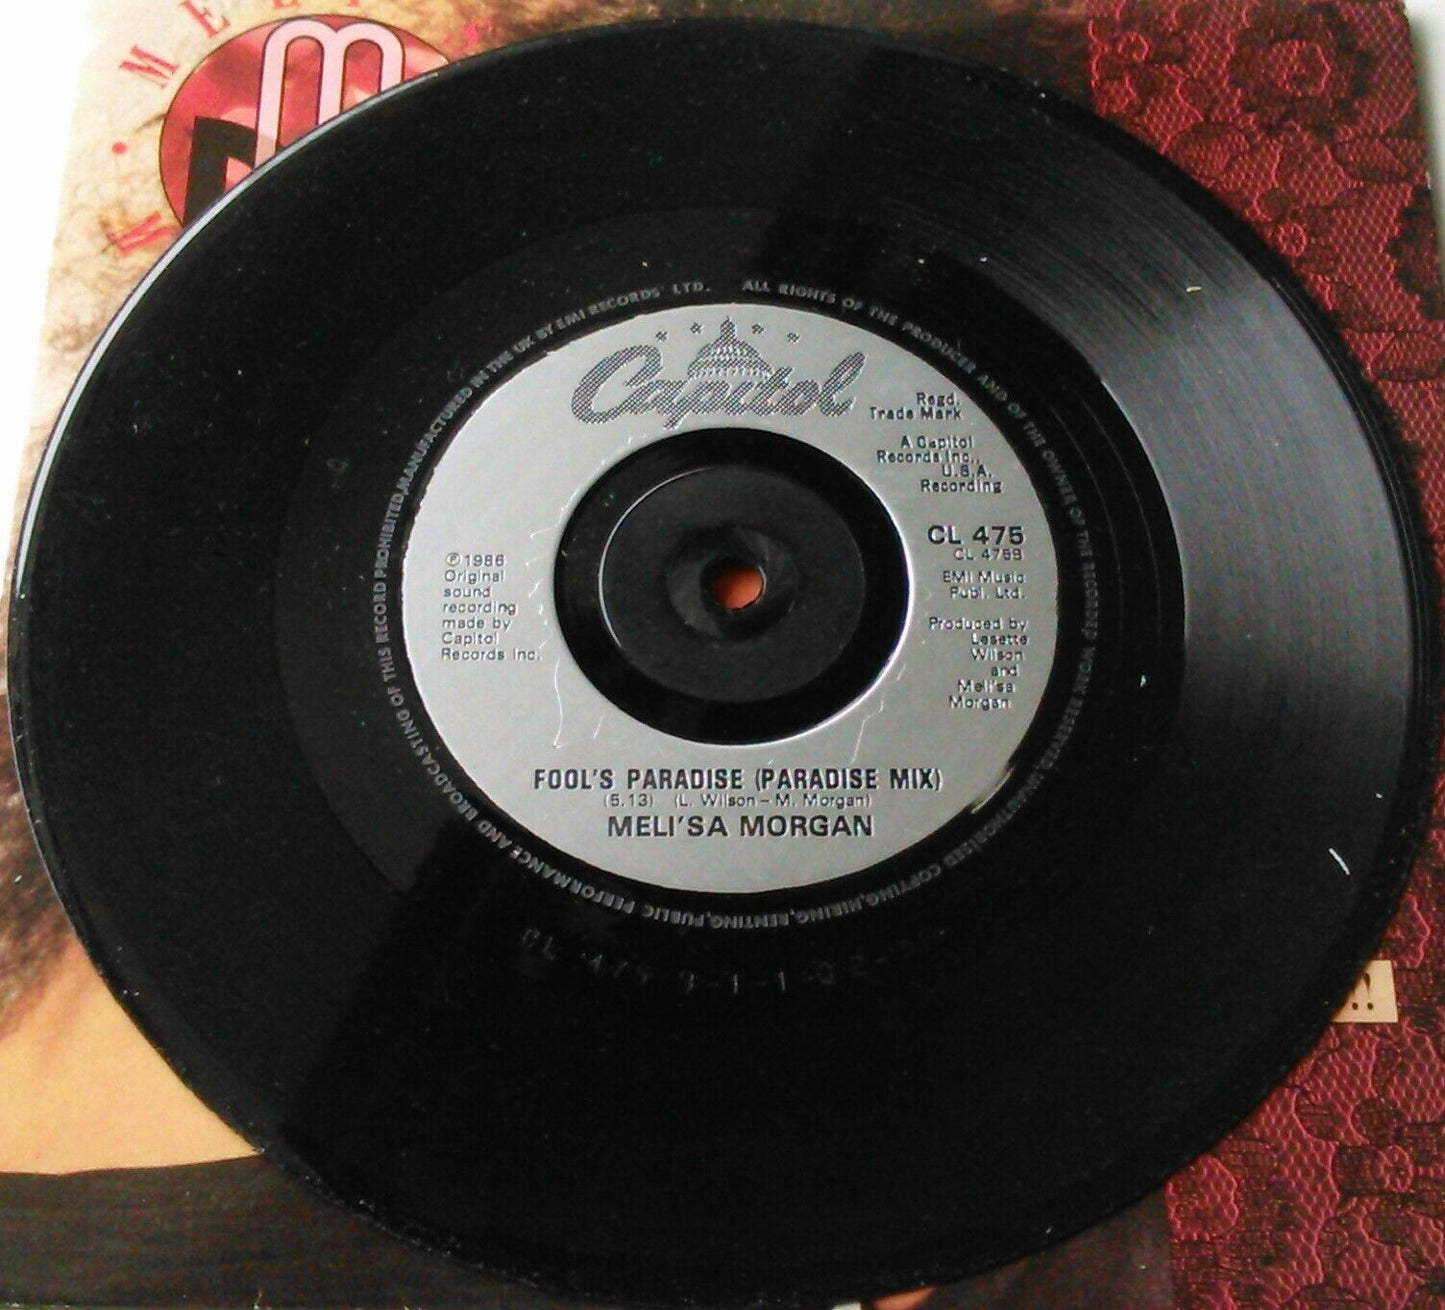 MANUFACTURED IN THE UK BY EMI RECORDS LTD. ALL RIGHTS OF THE PRODUCER AND OF THE OWNER OF THE RECORDED WORK RESERVED, UNAUTHORISED COPYING, HIRING, RENTING, PUBLIC PERFORMANCE AND BROADCASTING OF THIS RECORD PROHIBITED.
Capitol
Regd.
Trade Mark
A Capitol
Records Inc.,
U.S.A.
Recording
CL 475
CL 475B
EMI Music
Publ. Ltd.
Produced by
Lesette
Wilson
and
Meli'sa
Morgan
℗ 1986
Original
sound
recording
made by
Capitol
Records Inc.
FOOL'S PARADISE (PARADISE MIX)
(5.13) (L. Wilson – M. Morgan)
MELI'SA MORGAN